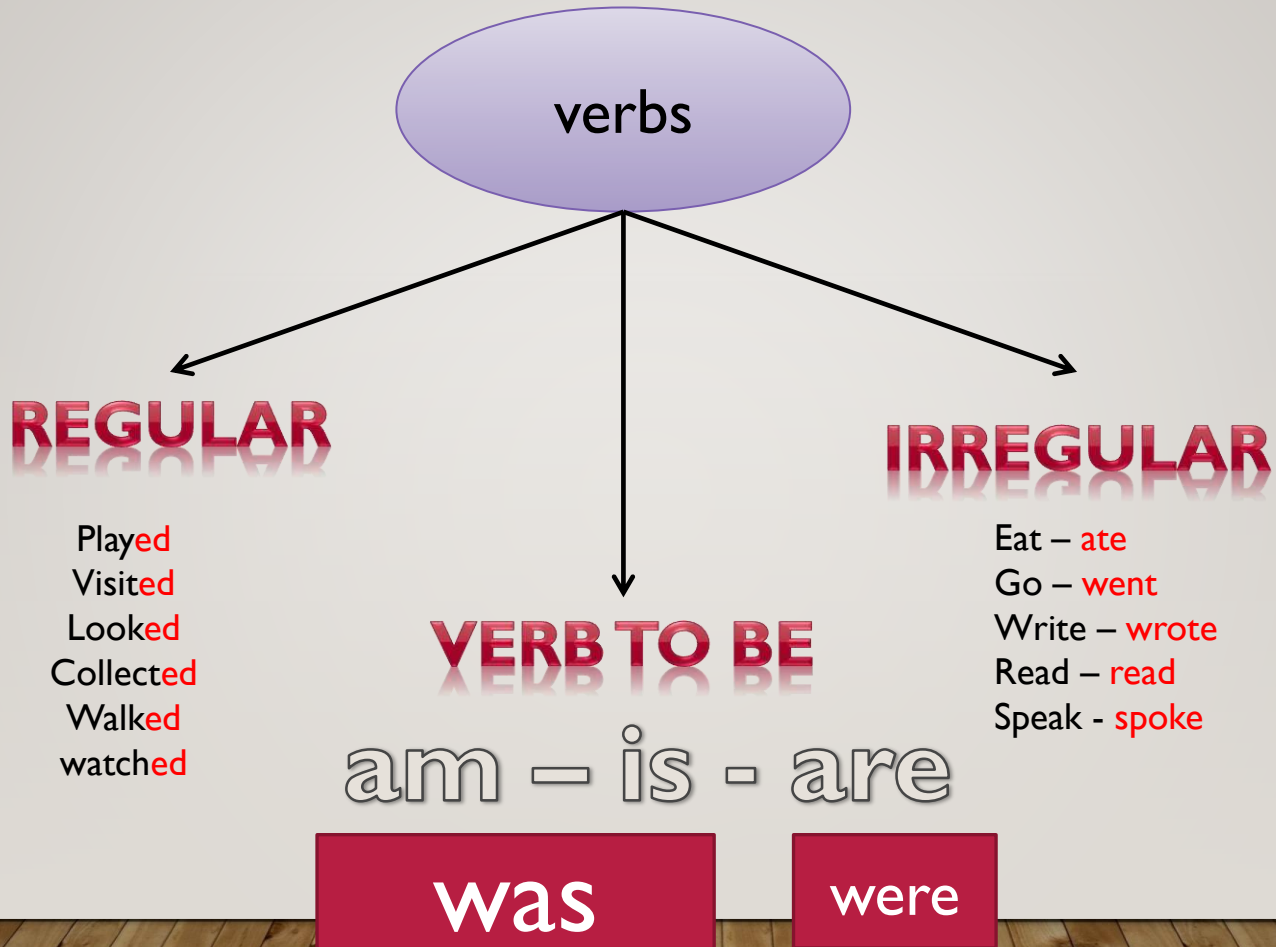 verbs
REGULAR
Played
Visited
Looked
Collected
Walked
watched
VERB TO BE
am – is - are
was
were
IRREGULAR
Eat – ate
Go – went
Write – wrote
Read – read
Speak - spoke